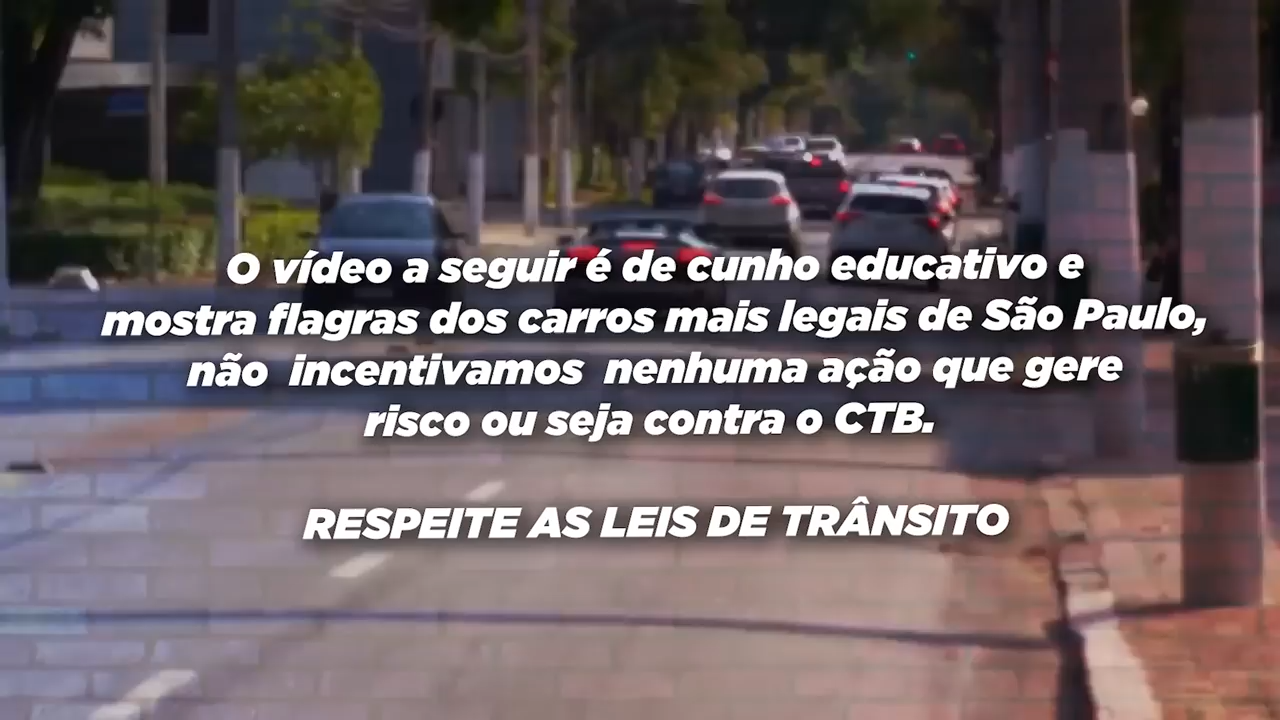 O vídeo a seguir é de cunho educativo e
mostra flagras dos carros mais legais de São Paulo,
não incentivamos nenhuma ação que gere
risco ou seja contra o CTB.
RESPEITE AS LEIS DE TRÂNSITO